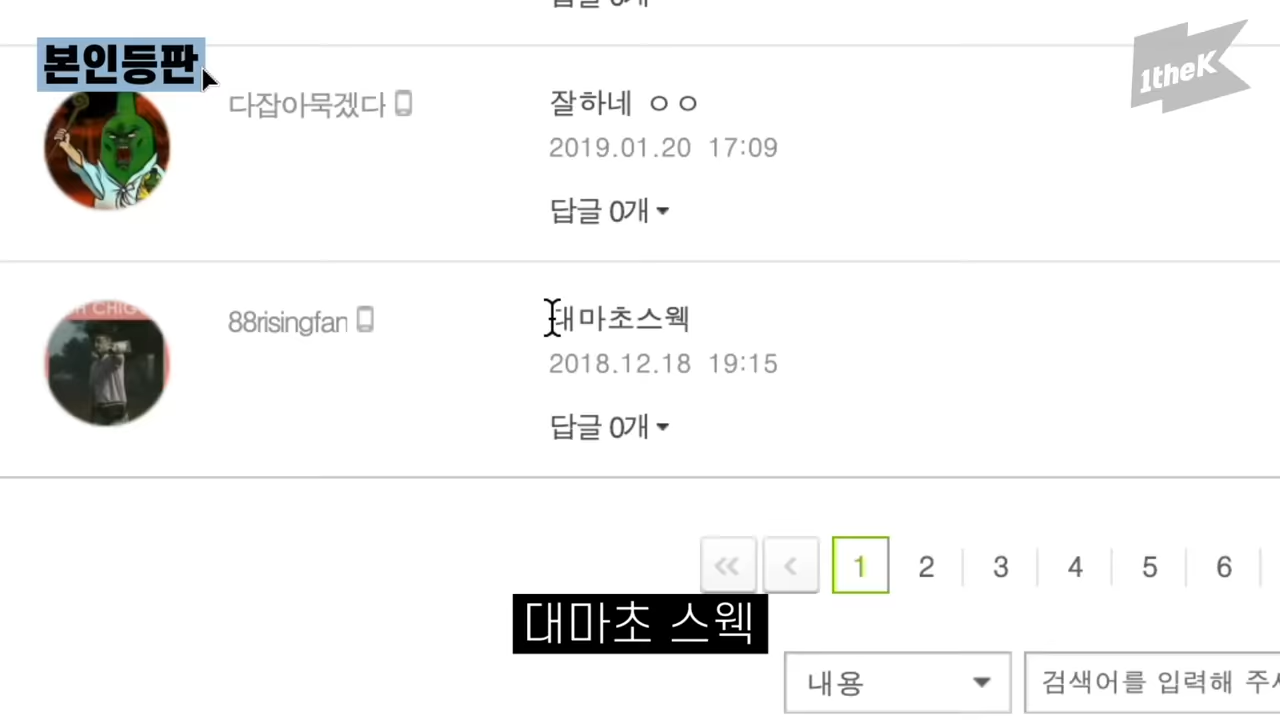 본인등판
1theK
다잡아묵겠다
잘하네 ㅇㅇ
2019.01.20 17:09
답글 0개
88risingfan
대마초스웩
2018.12.18 19:15
답글 0개
1 2 3 4 5 6
대마초 스웩
내용
검색어를 입력해